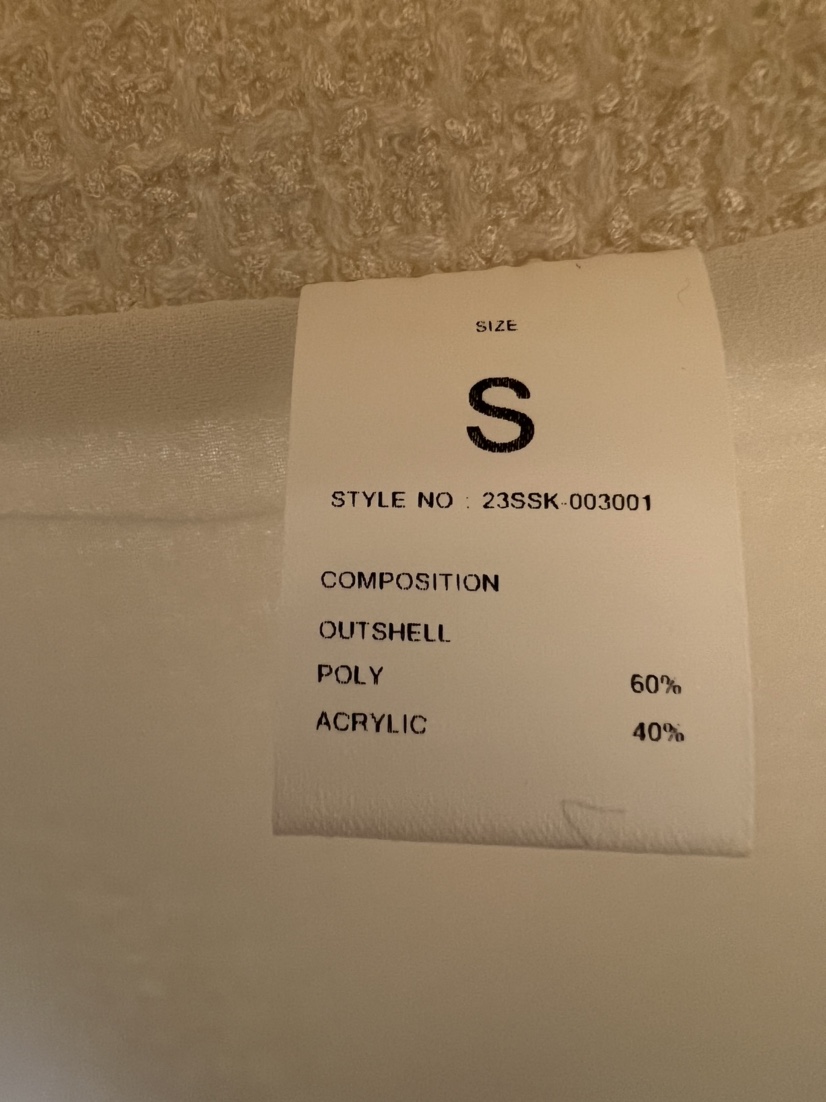 SIZE
S
STYLE NO : 23SSK-003001
COMPOSITION
OUTSHELL
POLY 60%
ACRYLIC 40%